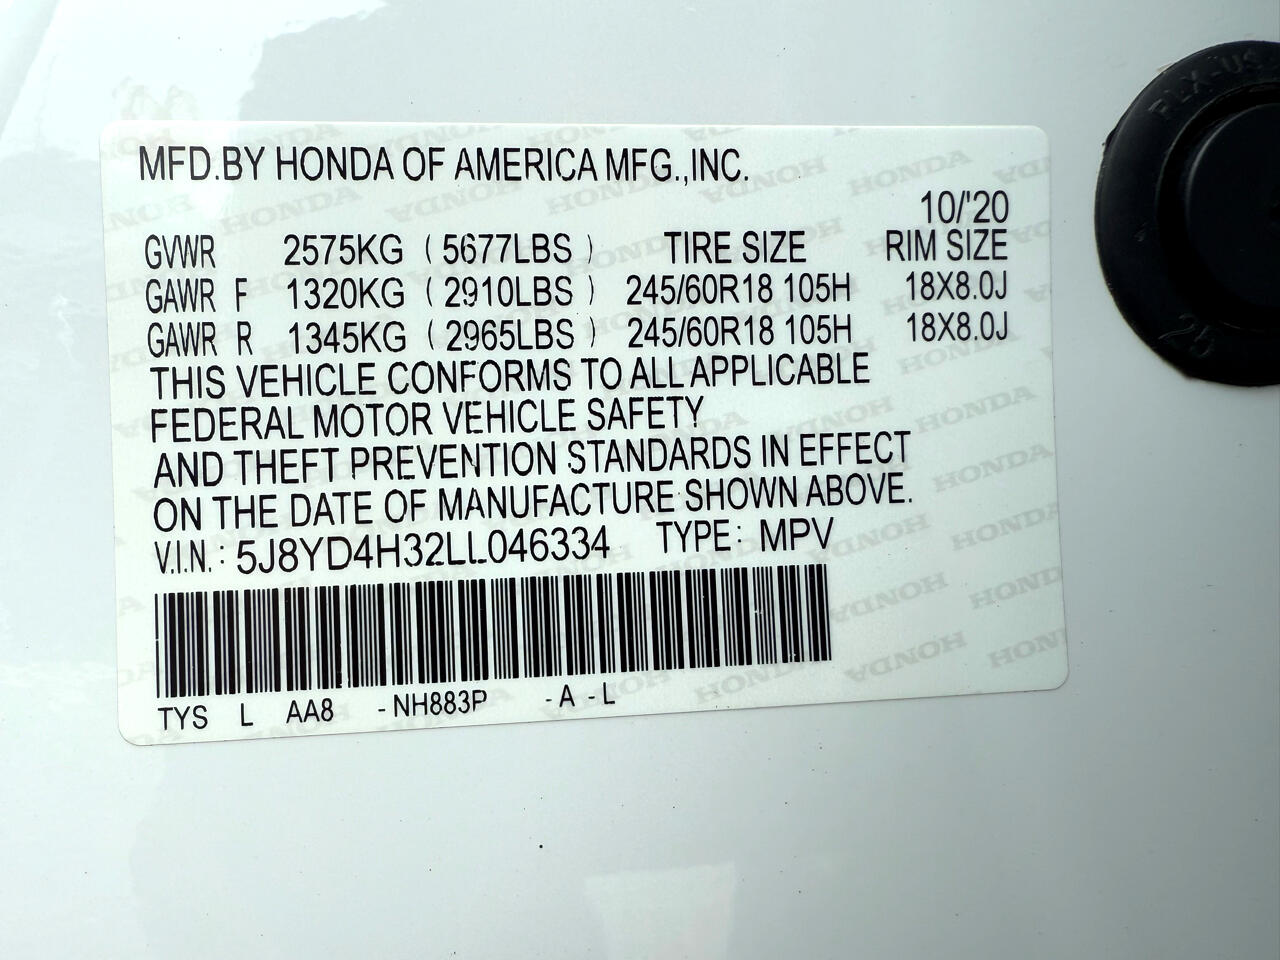 MFD.BY HONDA OF AMERICA MFG.,INC.
10/'20
GVWR 2575KG ( 5677LBS ) TIRE SIZE RIM SIZE
GAWR F 1320KG ( 2910LBS ) 245/60R18 105H 18X8.0J
GAWR R 1345KG ( 2965LBS ) 245/60R18 105H 18X8.0J
THIS VEHICLE CONFORMS TO ALL APPLICABLE
FEDERAL MOTOR VEHICLE SAFETY
AND THEFT PREVENTION STANDARDS IN EFFECT
ON THE DATE OF MANUFACTURE SHOWN ABOVE.
V.I.N.: 5J8YD4H32LL046334 TYPE: MPV
TYS L AA8 -NH883P -A -L
25